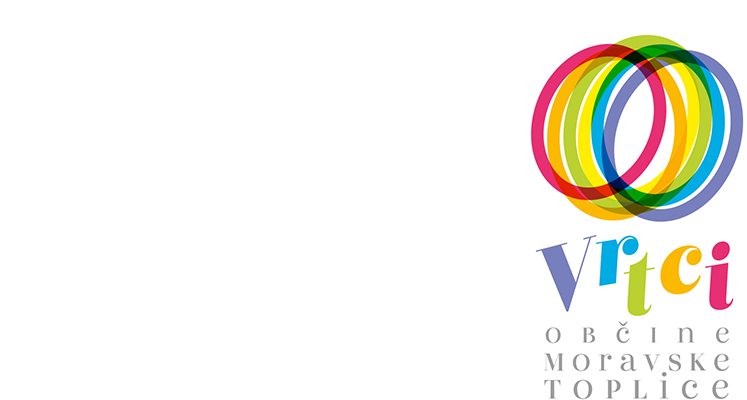 Vrtci
OBČINE
MORAVSKE
TOPLICE